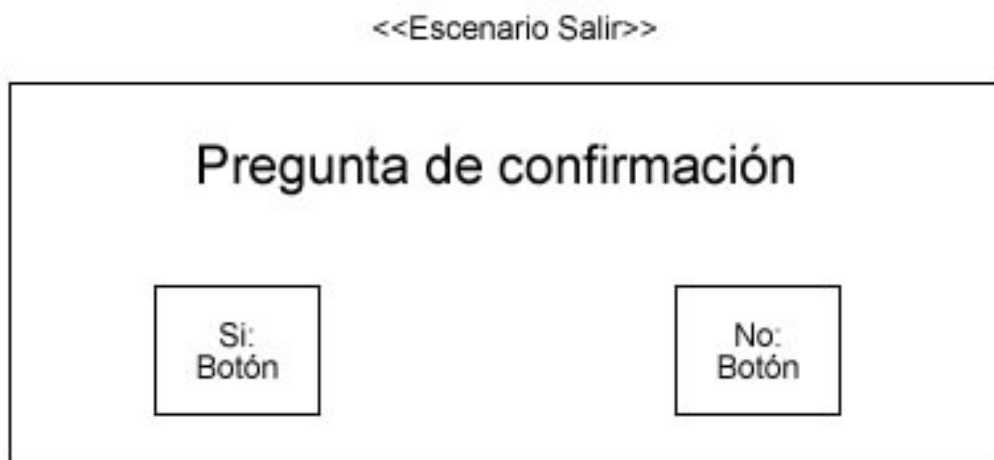 <<Escenario Salir>>
Pregunta de confirmación
Si:
Botón
No:
Botón